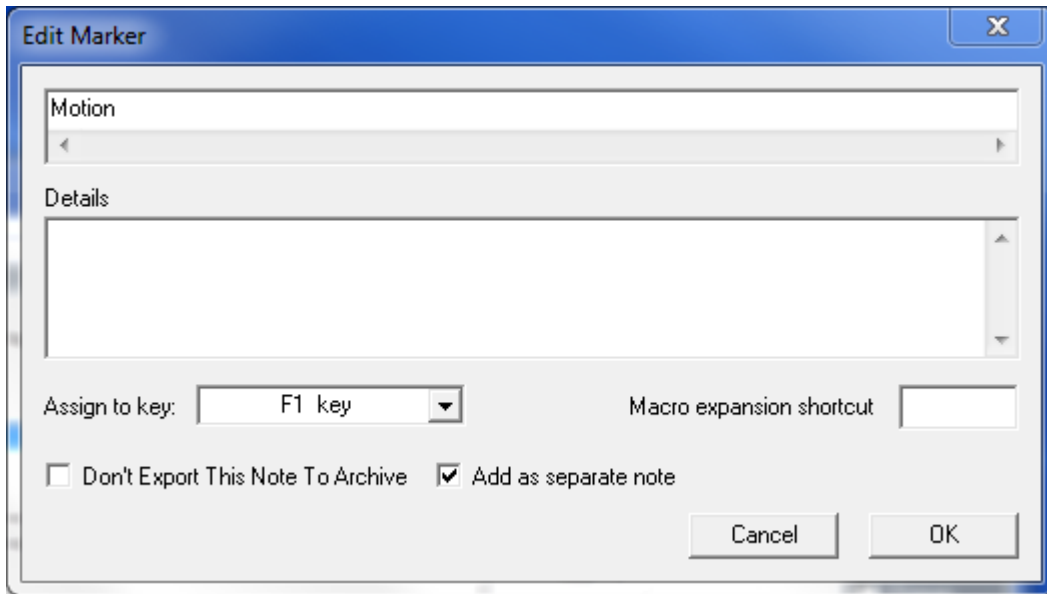 Edit Marker
Motion
Details
Assign to key: F1 key Macro expansion shortcut
Don't Export This Note To Archive Add as separate note
Cancel OK